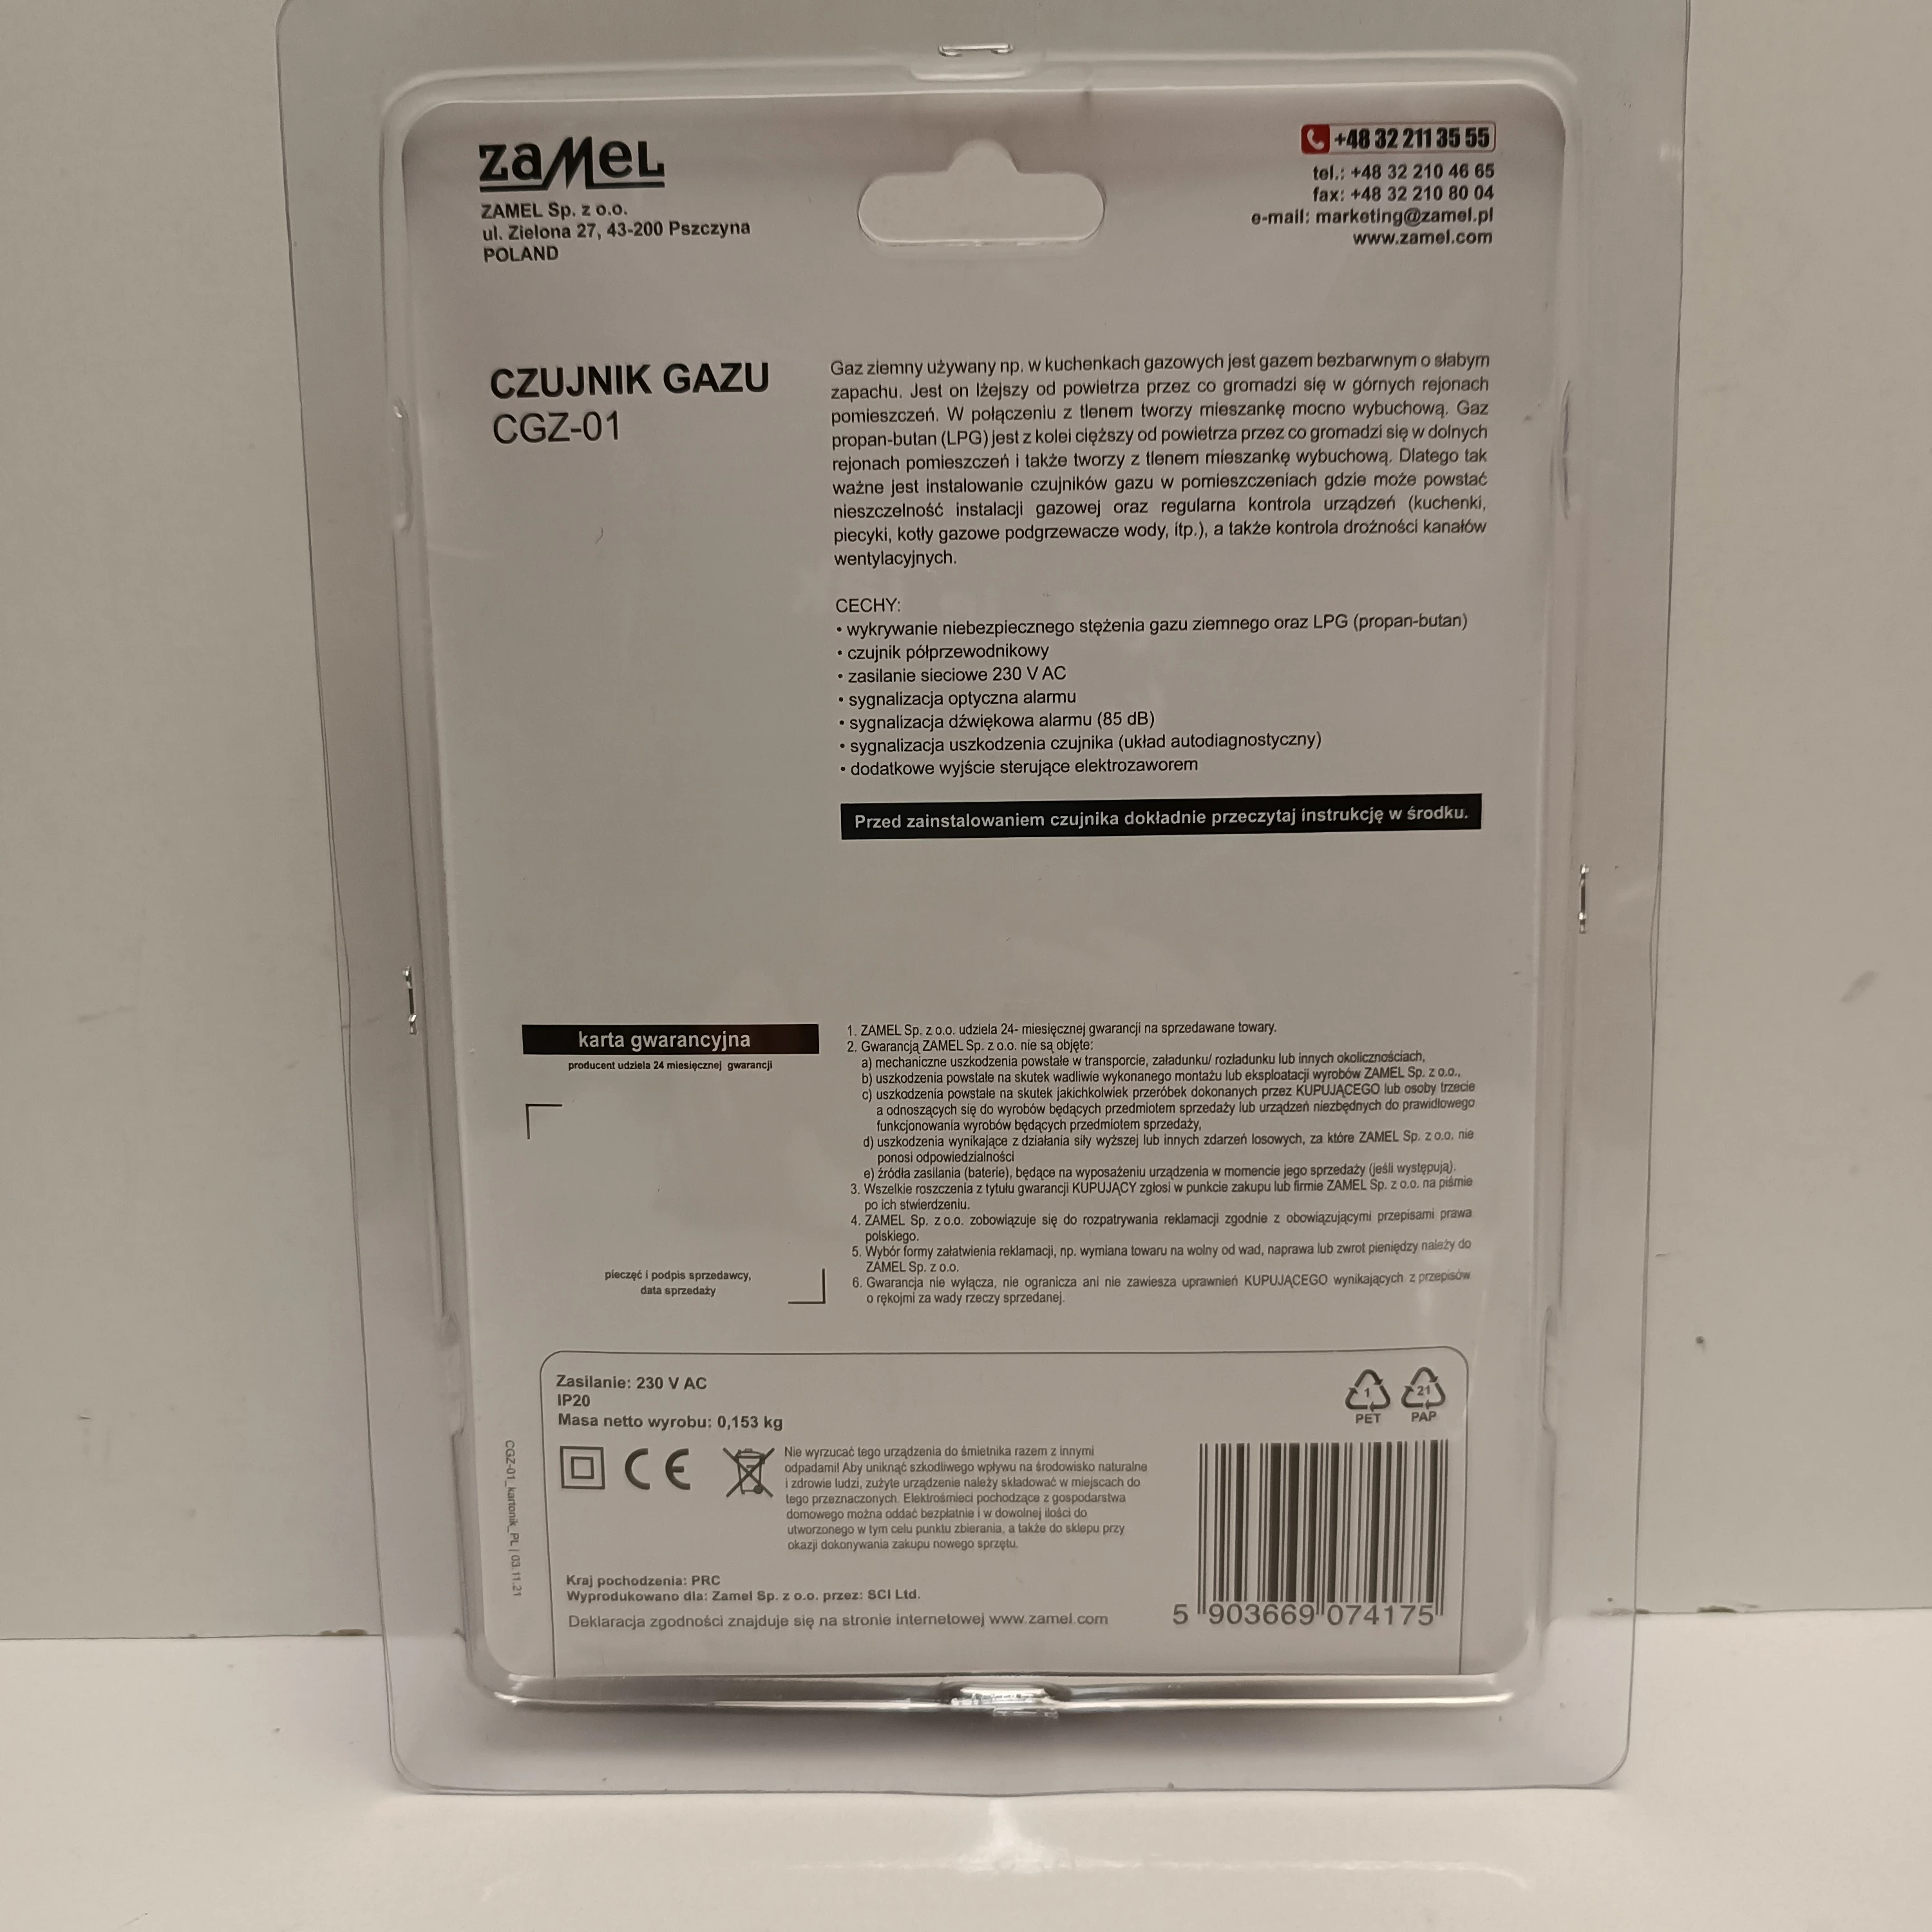 zaMeL
ZAMEL Sp. z o.o.
ul. Zielona 27, 43-200 Pszczyna
POLAND
+48 32 211 35 55
tel.: +48 32 210 46 65
fax: +48 32 210 80 04
e-mail: marketing@zamel.pl
www.zamel.com
CZUJNIK GAZU
CGZ-01
Gaz ziemny używany np. w kuchenkach gazowych jest gazem bezbarwnym o słabym
zapachu. Jest on lżejszy od powietrza przez co gromadzi się w górnych rejonach
pomieszczeń. W połączeniu z tlenem tworzy mieszankę mocno wybuchową. Gaz
propan-butan (LPG) jest z kolei cięższy od powietrza przez co gromadzi się w dolnych
rejonach pomieszczeń i także tworzy z tlenem mieszankę wybuchową. Dlatego tak
ważne jest instalowanie czujników gazu w pomieszczeniach gdzie może powstać
nieszczelność instalacji gazowej oraz regularna kontrola urządzeń (kuchenki,
piecyki, kotły gazowe podgrzewacze wody, itp.), a także kontrola drożności kanałów
wentylacyjnych.
CECHY:
• wykrywanie niebezpiecznego stężenia gazu ziemnego oraz LPG (propan-butan)
• czujnik półprzewodnikowy
• zasilanie sieciowe 230 V AC
• sygnalizacja optyczna alarmu
• sygnalizacja dźwiękowa alarmu (85 dB)
• sygnalizacja uszkodzenia czujnika (układ autodiagnostyczny)
• dodatkowe wyjście sterujące elektrozaworem
Przed zainstalowaniem czujnika dokładnie przeczytaj instrukcję w środku.
karta gwarancyjna
producent udziela 24 miesięcznej gwarancji
pieczęć i podpis sprzedawcy,
data sprzedaży
1. ZAMEL Sp. z o.o. udziela 24- miesięcznej gwarancji na sprzedawane towary.
2. Gwarancją ZAMEL Sp. z o.o. nie są objęte:
a) mechaniczne uszkodzenia powstałe w transporcie, załadunku/ rozładunku lub innych okolicznościach,
b) uszkodzenia powstałe na skutek wadliwie wykonanego montażu lub eksploatacji wyrobów ZAMEL Sp. z o.o.,
c) uszkodzenia powstałe na skutek jakichkolwiek przeróbek dokonanych przez KUPUJĄCEGO lub osoby trzecie
a odnoszących się do wyrobów będących przedmiotem sprzedaży lub urządzeń niezbędnych do prawidłowego
funkcjonowania wyrobów będących przedmiotem sprzedaży,
d) uszkodzenia wynikające z działania siły wyższej lub innych zdarzeń losowych, za które ZAMEL Sp. z o.o. nie
ponosi odpowiedzialności
e) źródła zasilania (baterie), będące na wyposażeniu urządzenia w momencie jego sprzedaży (jeśli występują).
3. Wszelkie roszczenia z tytułu gwarancji KUPUJĄCY zgłosi w punkcie zakupu lub firmie ZAMEL Sp. z o.o. na piśmie
po ich stwierdzeniu.
4. ZAMEL Sp. z o.o. zobowiązuje się do rozpatrywania reklamacji zgodnie z obowiązującymi przepisami prawa
polskiego.
5. Wybór formy załatwienia reklamacji, np. wymiana towaru na wolny od wad, naprawa lub zwrot pieniędzy należy do
ZAMEL Sp. z o.o.
6. Gwarancja nie wyłącza, nie ogranicza ani nie zawiesza uprawnień KUPUJĄCEGO wynikających z przepisów
o rękojmi za wady rzeczy sprzedanej.
Zasilanie: 230 V AC
IP20
Masa netto wyrobu: 0,153 kg
1
PET
21
PAP
CE
Nie wyrzucać tego urządzenia do śmietnika razem z innymi
odpadami! Aby uniknąć szkodliwego wpływu na środowisko naturalne
i zdrowie ludzi, zużyte urządzenie należy składować w miejscach do
tego przeznaczonych. Elektrośmieci pochodzące z gospodarstwa
domowego można oddać bezpłatnie i w dowolnej ilości do
utworzonego w tym celu punktu zbierania, a także do sklepu przy
okazji dokonywania zakupu nowego sprzętu.
Kraj pochodzenia: PRC
Wyprodukowano dla: Zamel Sp. z o.o. przez: SCI Ltd.
Deklaracja zgodności znajduje się na stronie internetowej www.zamel.com
5 903669 074175
CGZ-01_kartonik_PL | 03.11.21